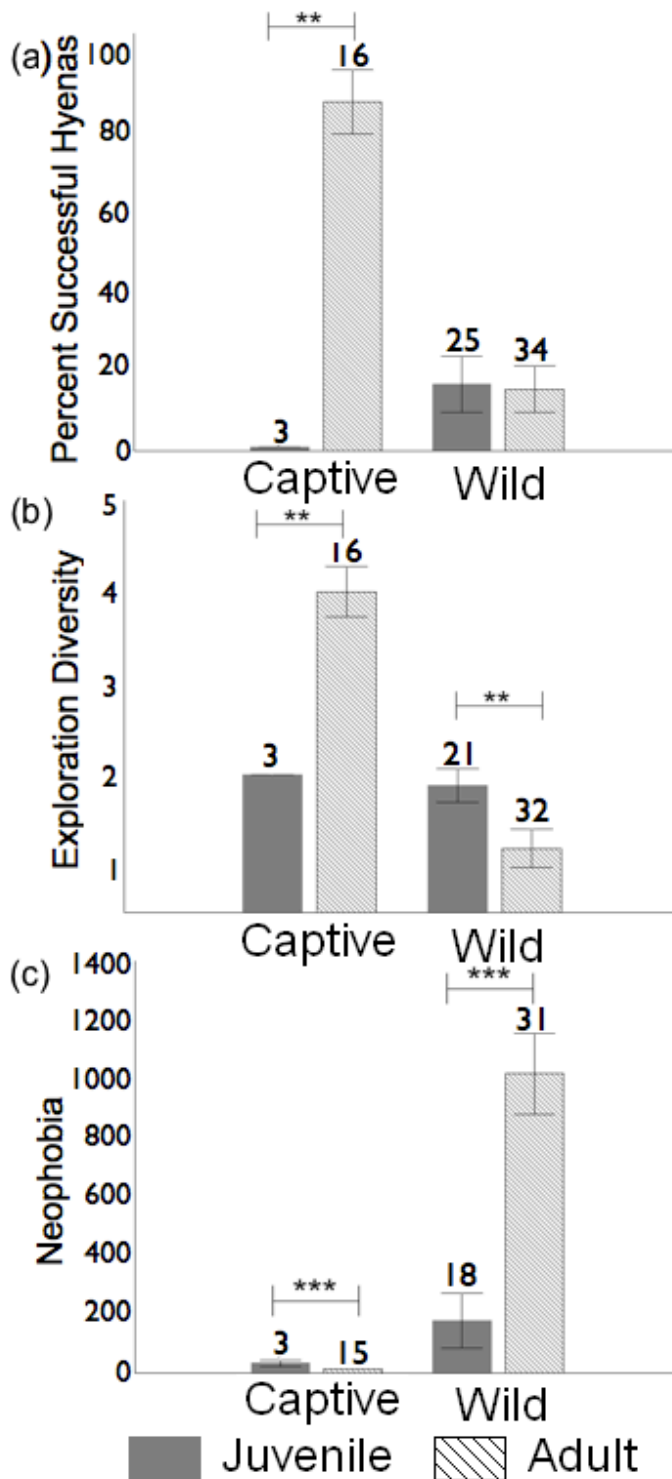 (a)
**
Percent Successful Hyenas
100
80
60
40
20
0
3
16
25
34
Captive
Wild
(b)
**
**
Exploration Diversity
5
4
3
2
1
3
16
21
32
Captive
Wild
(c)
***
***
Neophobia
1400
1200
1000
800
600
400
200
0
3
15
18
31
Captive
Wild
Juvenile
Adult